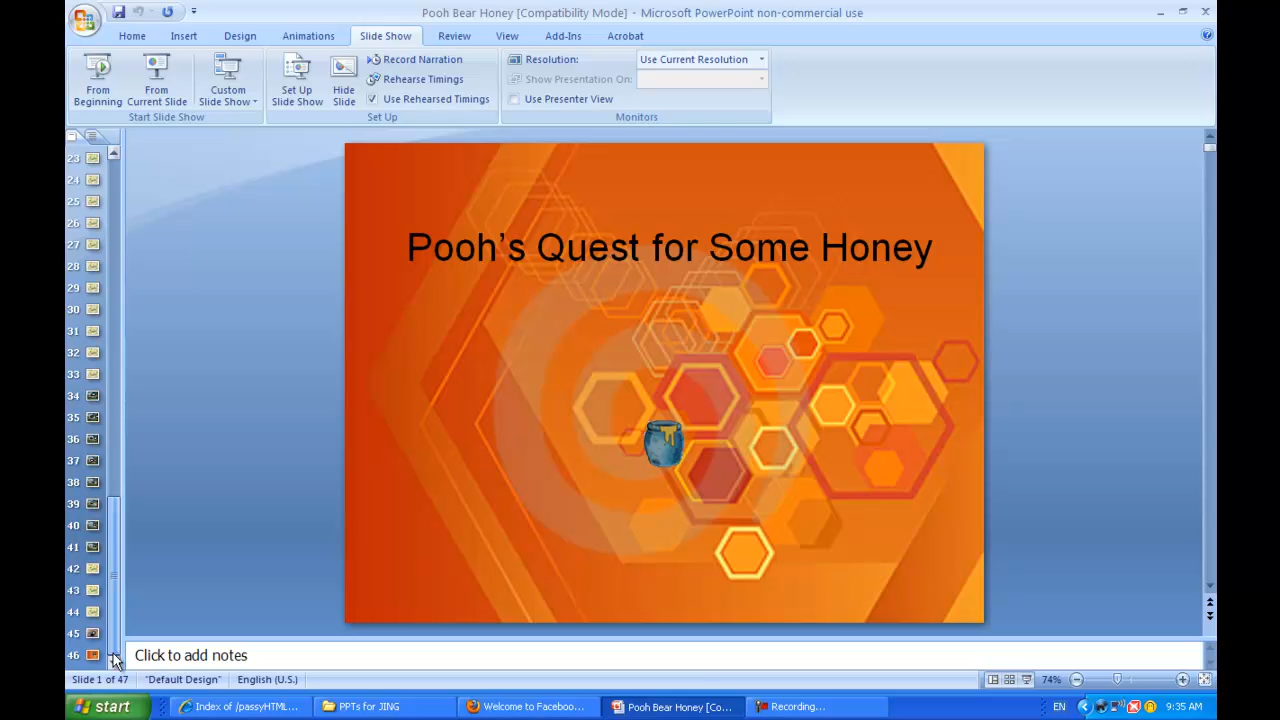 Pooh Bear Honey [Compatibility Mode] - Microsoft PowerPoint non-commercial use
Home Insert Design Animations Slide Show Review View Add-Ins Acrobat
From Beginning
From Current Slide
Custom Slide Show
Start Slide Show
Set Up Slide Show
Hide Slide
Record Narration
Rehearse Timings
Use Rehearsed Timings
Set Up
Resolution: Use Current Resolution
Show Presentation On:
Use Presenter View
Monitors
23
24
25
26
27
28
29
30
31
32
33
34
35
36
37
38
39
40
41
42
43
44
45
46
Pooh's Quest for Some Honey
Click to add notes
Slide 1 of 47 "Default Design" English (U.S.) 74%
start Index of /passyHTML... PPTs for JING Welcome to Faceboo... Pooh Bear Honey [Co... Recording... EN 9:35 AM